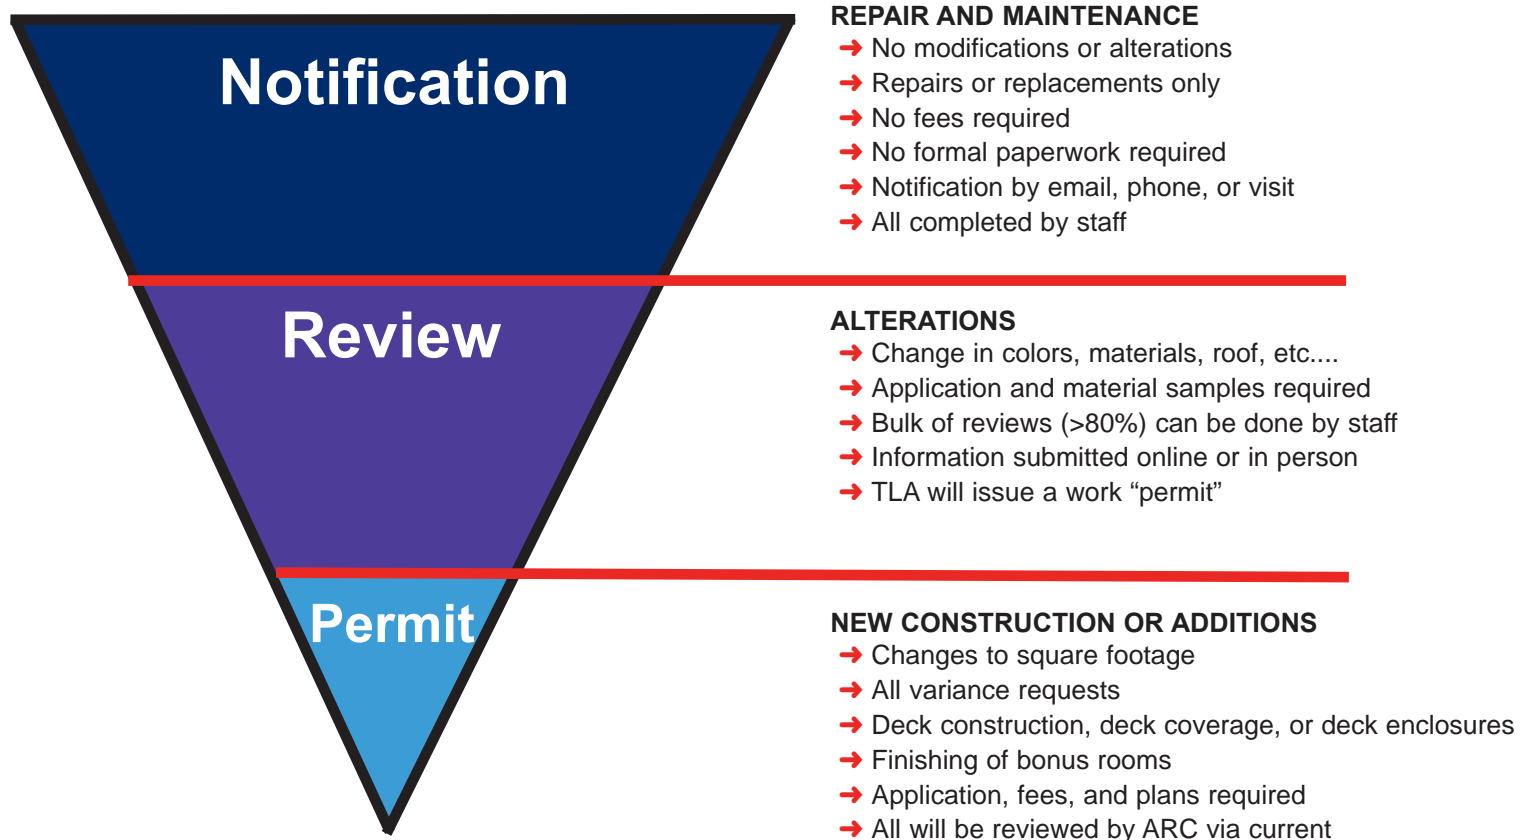 Notification
REPAIR AND MAINTENANCE
➜ No modifications or alterations
➜ Repairs or replacements only
➜ No fees required
➜ No formal paperwork required
➜ Notification by email, phone, or visit
➜ All completed by staff
Review
ALTERATIONS
➜ Change in colors, materials, roof, etc....
➜ Application and material samples required
➜ Bulk of reviews (>80%) can be done by staff
➜ Information submitted online or in person
➜ TLA will issue a work “permit”
Permit
NEW CONSTRUCTION OR ADDITIONS
➜ Changes to square footage
➜ All variance requests
➜ Deck construction, deck coverage, or deck enclosures
➜ Finishing of bonus rooms
➜ Application, fees, and plans required
➜ All will be reviewed by ARC via current